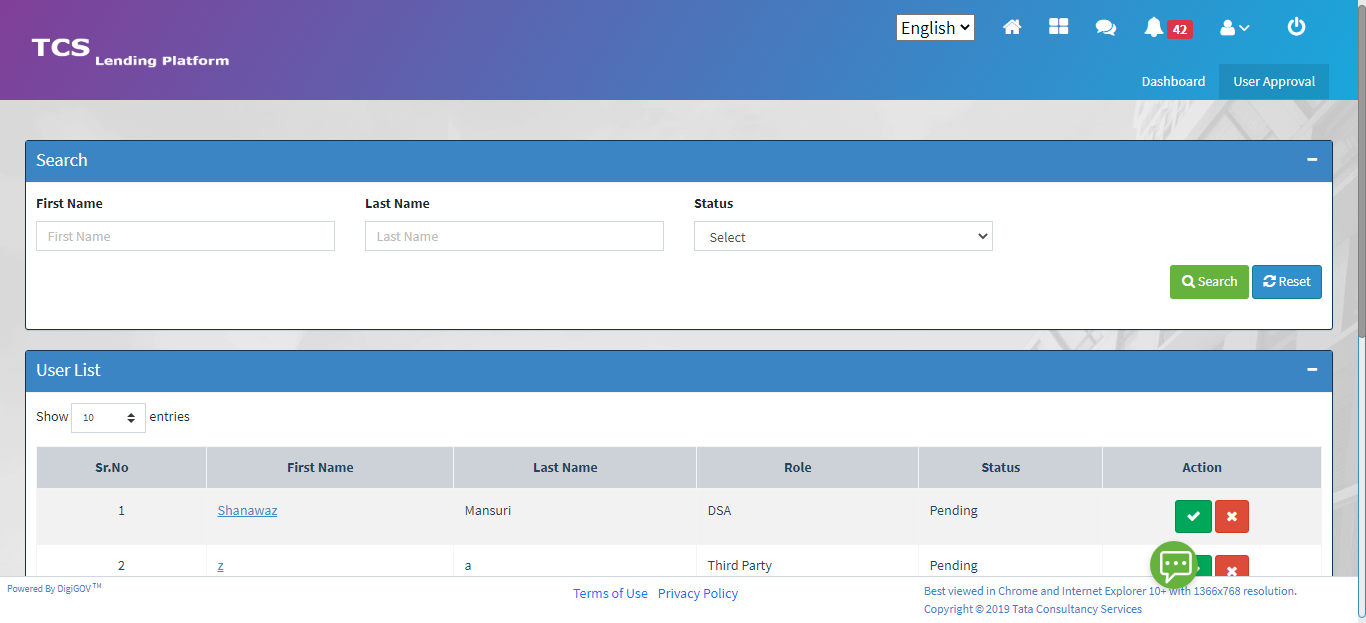 TCS Lending Platform
English
42
Dashboard User Approval
Search
First Name Last Name Status
First Name Last Name Select
Search Reset
User List
Show 10 entries
Sr.No First Name Last Name Role Status Action
1 Shanawaz Mansuri DSA Pending
2 z a Third Party Pending
Powered By DigiGOV TM
Terms of Use Privacy Policy
Best viewed in Chrome and Internet Explorer 10+ with 1366x768 resolution.
Copyright © 2019 Tata Consultancy Services